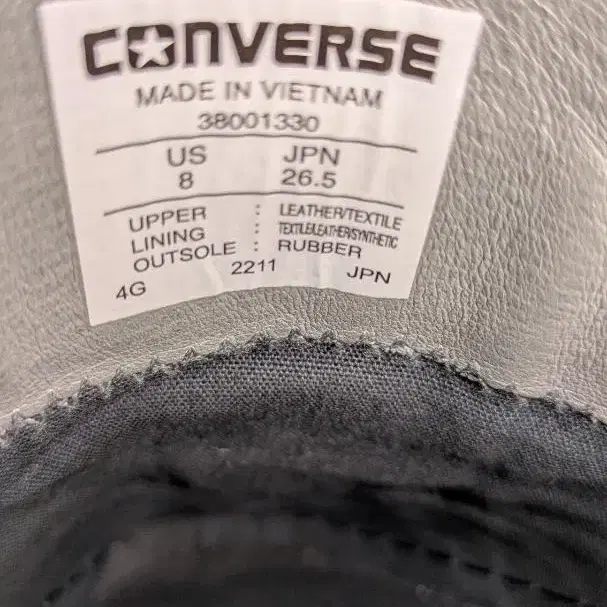 CONVERSE
MADE IN VIETNAM
38001330
US JPN
8 26.5
UPPER : LEATHER/TEXTILE
LINING : TEXTILE/LEATHER/SYNTHETIC
OUTSOLE : RUBBER
4G 2211 JPN